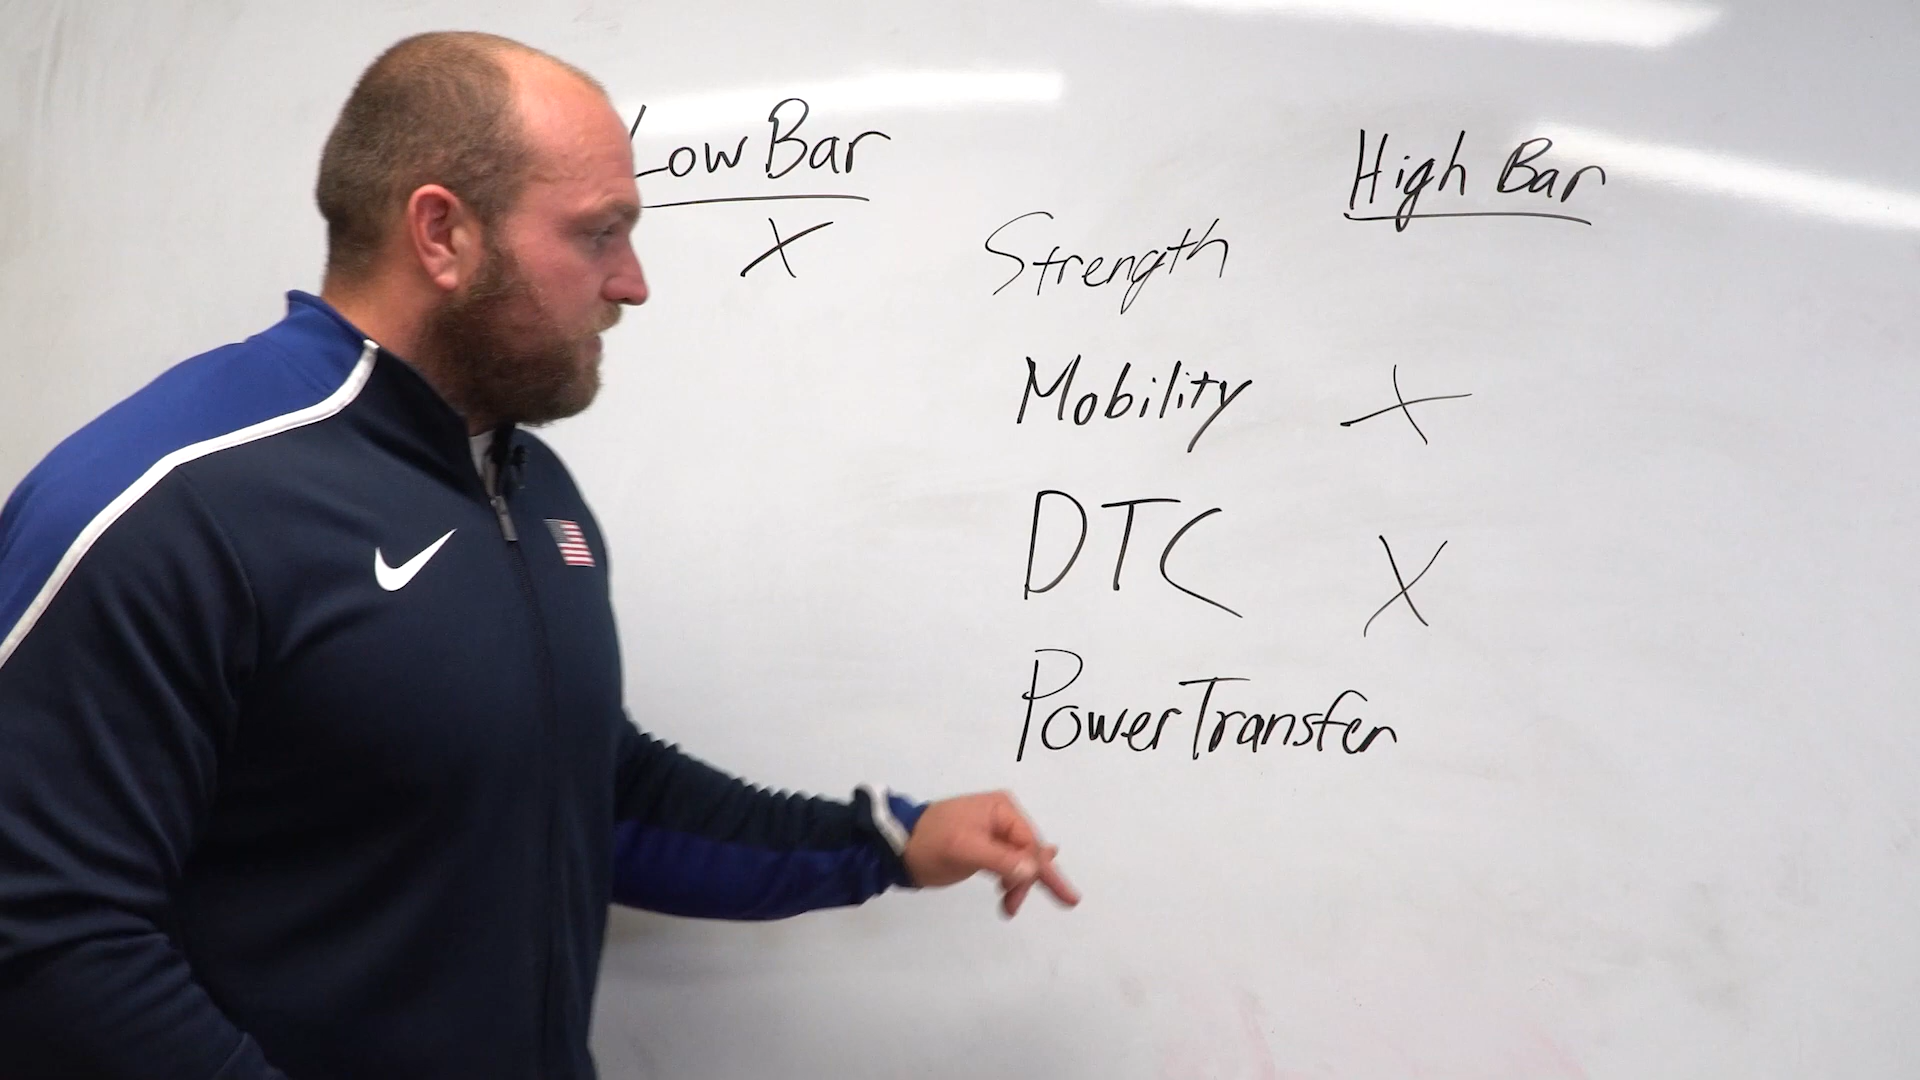 Low Bar
High Bar
X
Strength
Mobility X
DTC X
Power Transfer